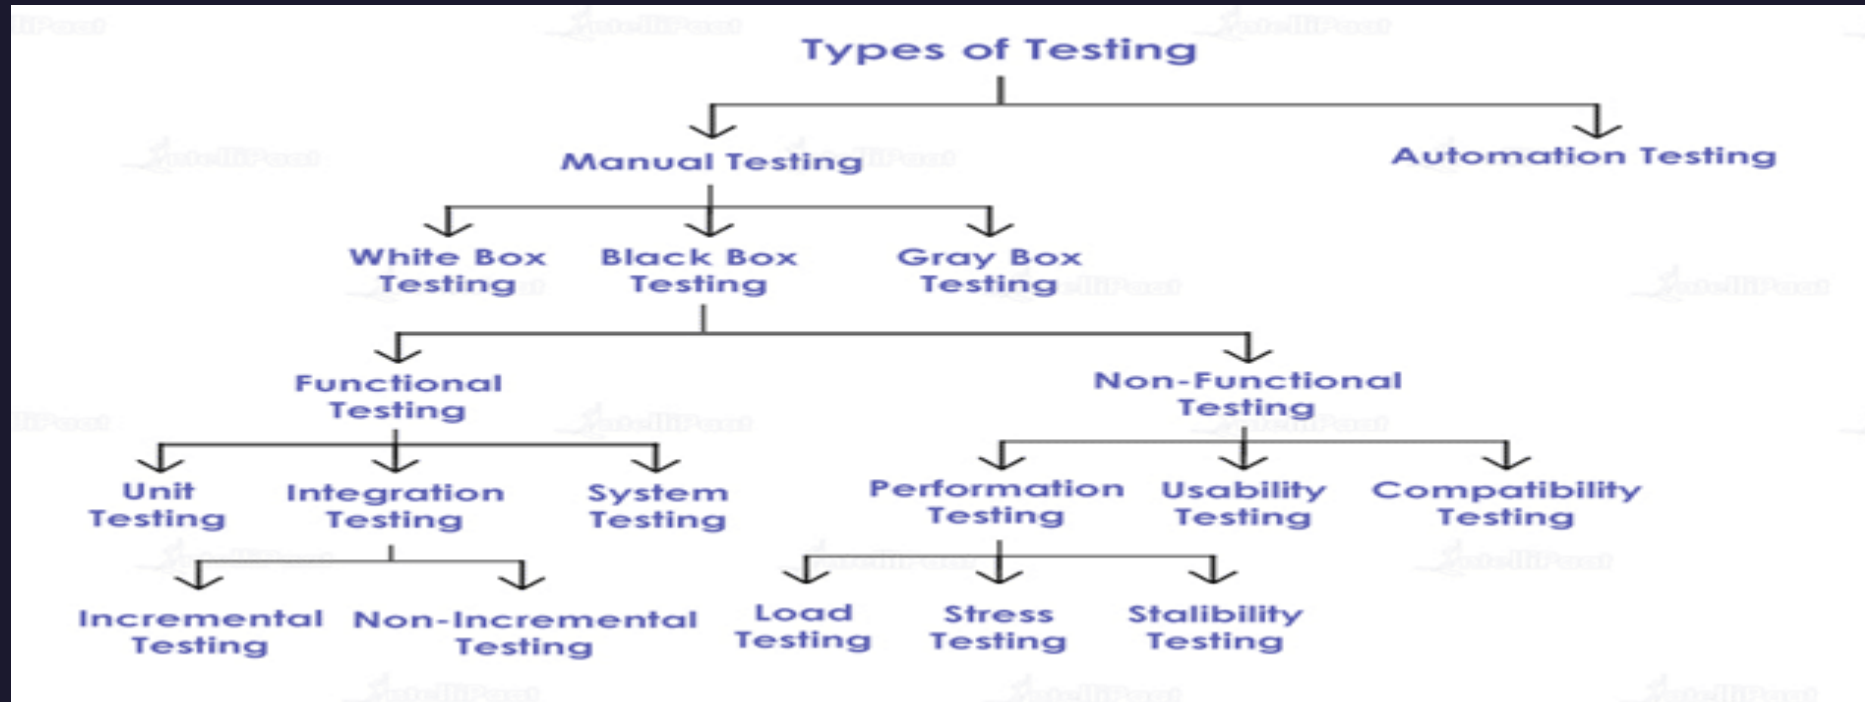 Types of Testing
Manual Testing
Automation Testing
White Box
Testing
Black Box
Testing
Gray Box
Testing
Functional
Testing
Non-Functional
Testing
Unit
Testing
Integration
Testing
System
Testing
Performation
Testing
Usability
Testing
Compatibility
Testing
Incremental
Testing
Non-Incremental
Testing
Load
Testing
Stress
Testing
Stalibility
Testing